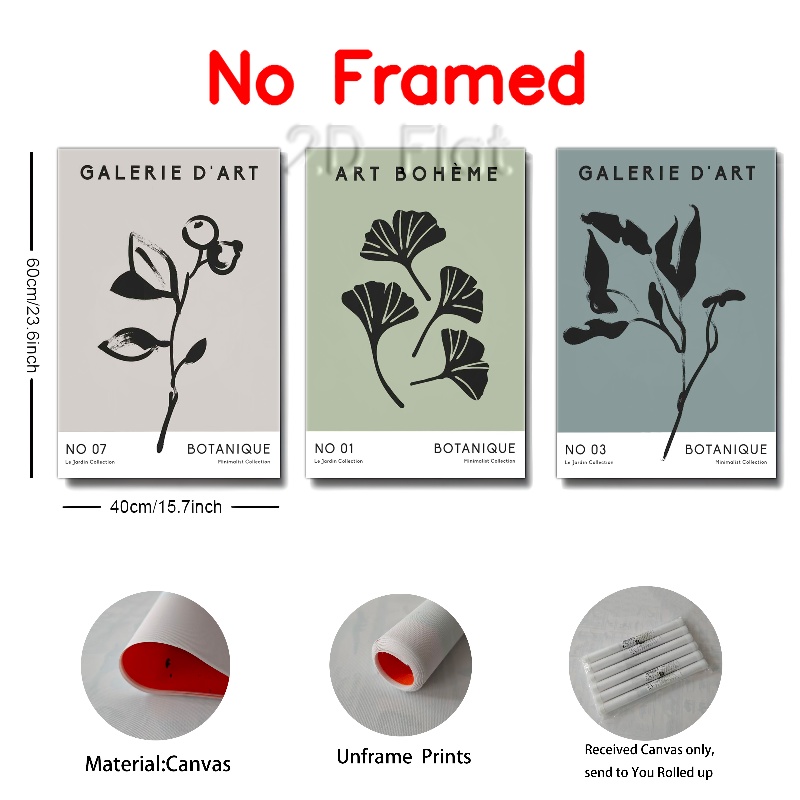 No Framed
2D Flat
GALERIE D'ART
ART BOHÈME
GALERIE D'ART
60cm/23.6inch
NO 07
BOTANIQUE
Le Jardin Collection
Minimalist Collection
NO 01
BOTANIQUE
Le Jardin Collection
Minimalist Collection
NO 03
BOTANIQUE
Le Jardin Collection
Minimalist Collection
40cm/15.7inch
Material:Canvas
Unframe Prints
Received Canvas only,
send to You Rolled up